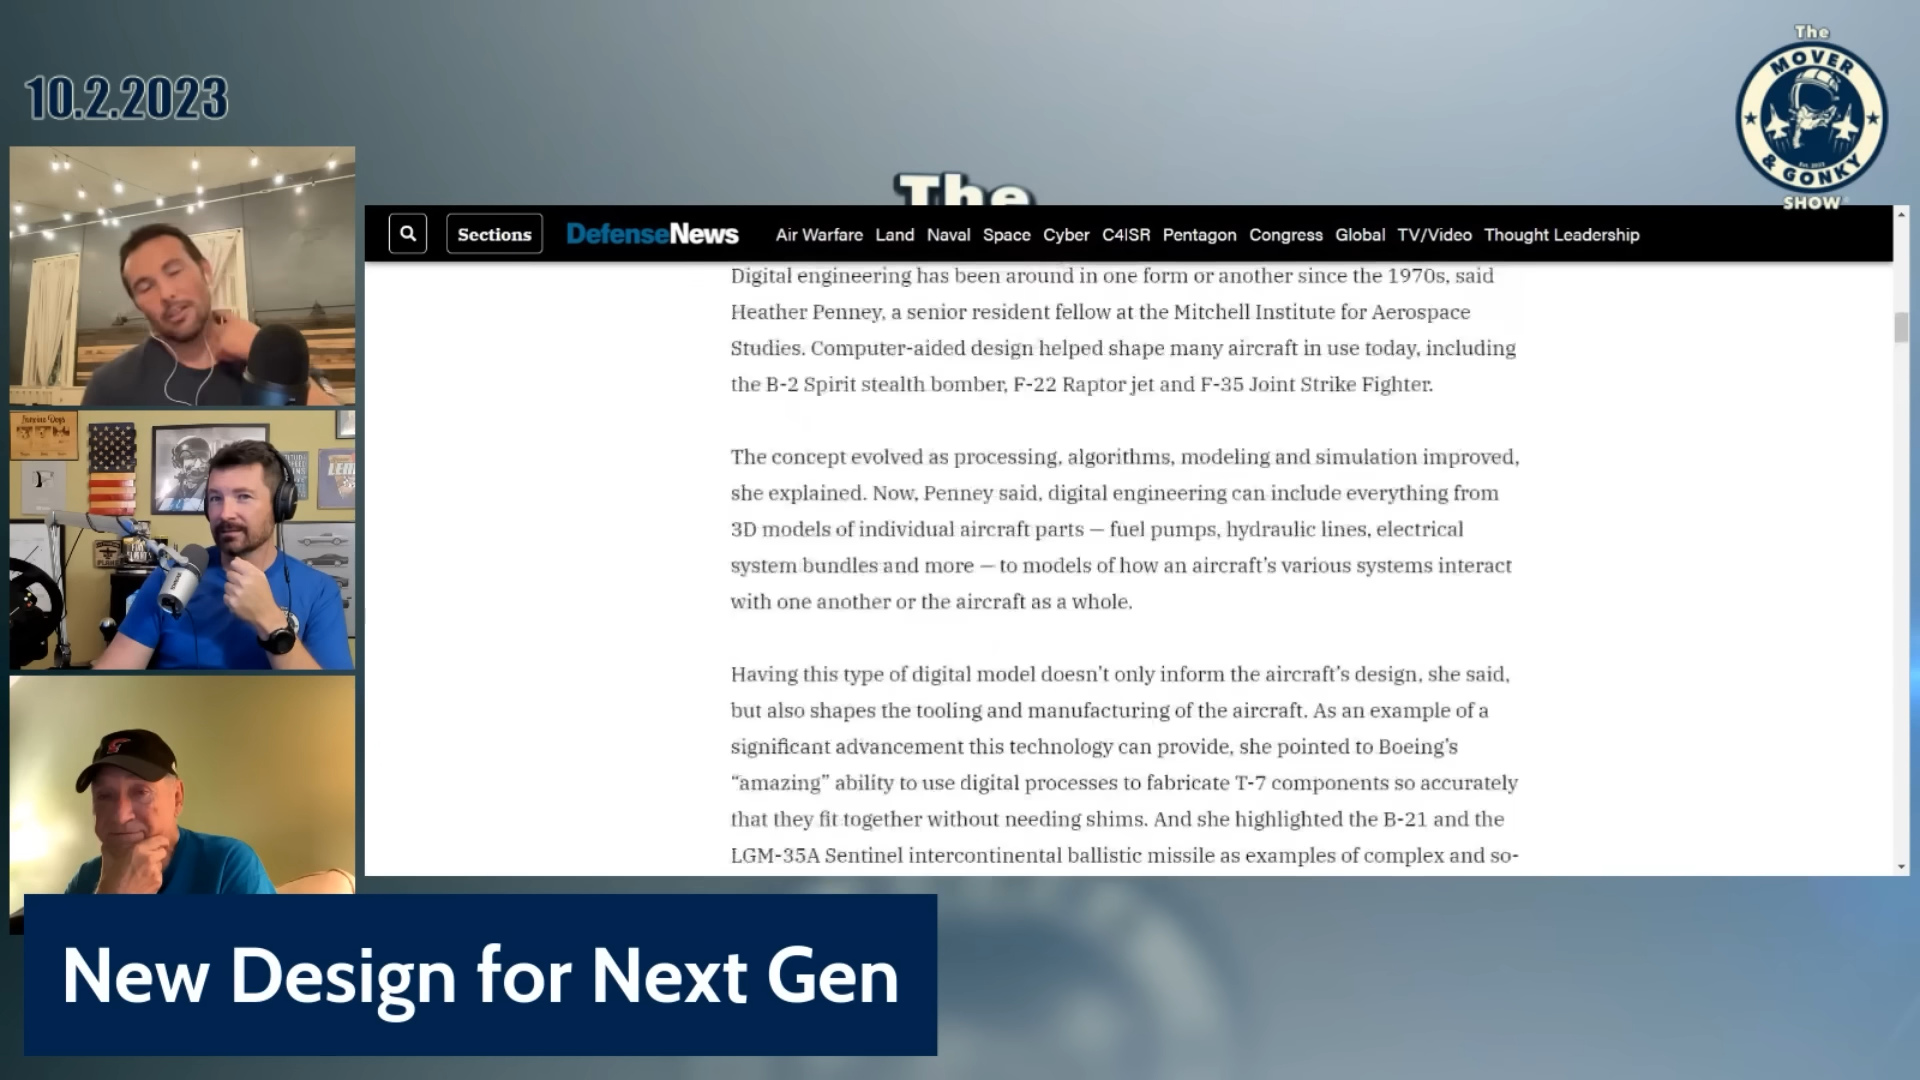 10.2.2023
The
MOVER
& GONKY
SHOW
The
Sections
DefenseNews
Air Warfare Land Naval Space Cyber C4ISR Pentagon Congress Global TV/Video Thought Leadership
Digital engineering has been around in one form or another since the 1970s, said
Heather Penney, a senior resident fellow at the Mitchell Institute for Aerospace
Studies. Computer-aided design helped shape many aircraft in use today, including
the B-2 Spirit stealth bomber, F-22 Raptor jet and F-35 Joint Strike Fighter.
The concept evolved as processing, algorithms, modeling and simulation improved,
she explained. Now, Penney said, digital engineering can include everything from
3D models of individual aircraft parts — fuel pumps, hydraulic lines, electrical
system bundles and more — to models of how an aircraft’s various systems interact
with one another or the aircraft as a whole.
Having this type of digital model doesn’t only inform the aircraft’s design, she said,
but also shapes the tooling and manufacturing of the aircraft. As an example of a
significant advancement this technology can provide, she pointed to Boeing’s
“amazing” ability to use digital processes to fabricate T-7 components so accurately
that they fit together without needing shims. And she highlighted the B-21 and the
LGM-35A Sentinel intercontinental ballistic missile as examples of complex and so-
New Design for Next Gen